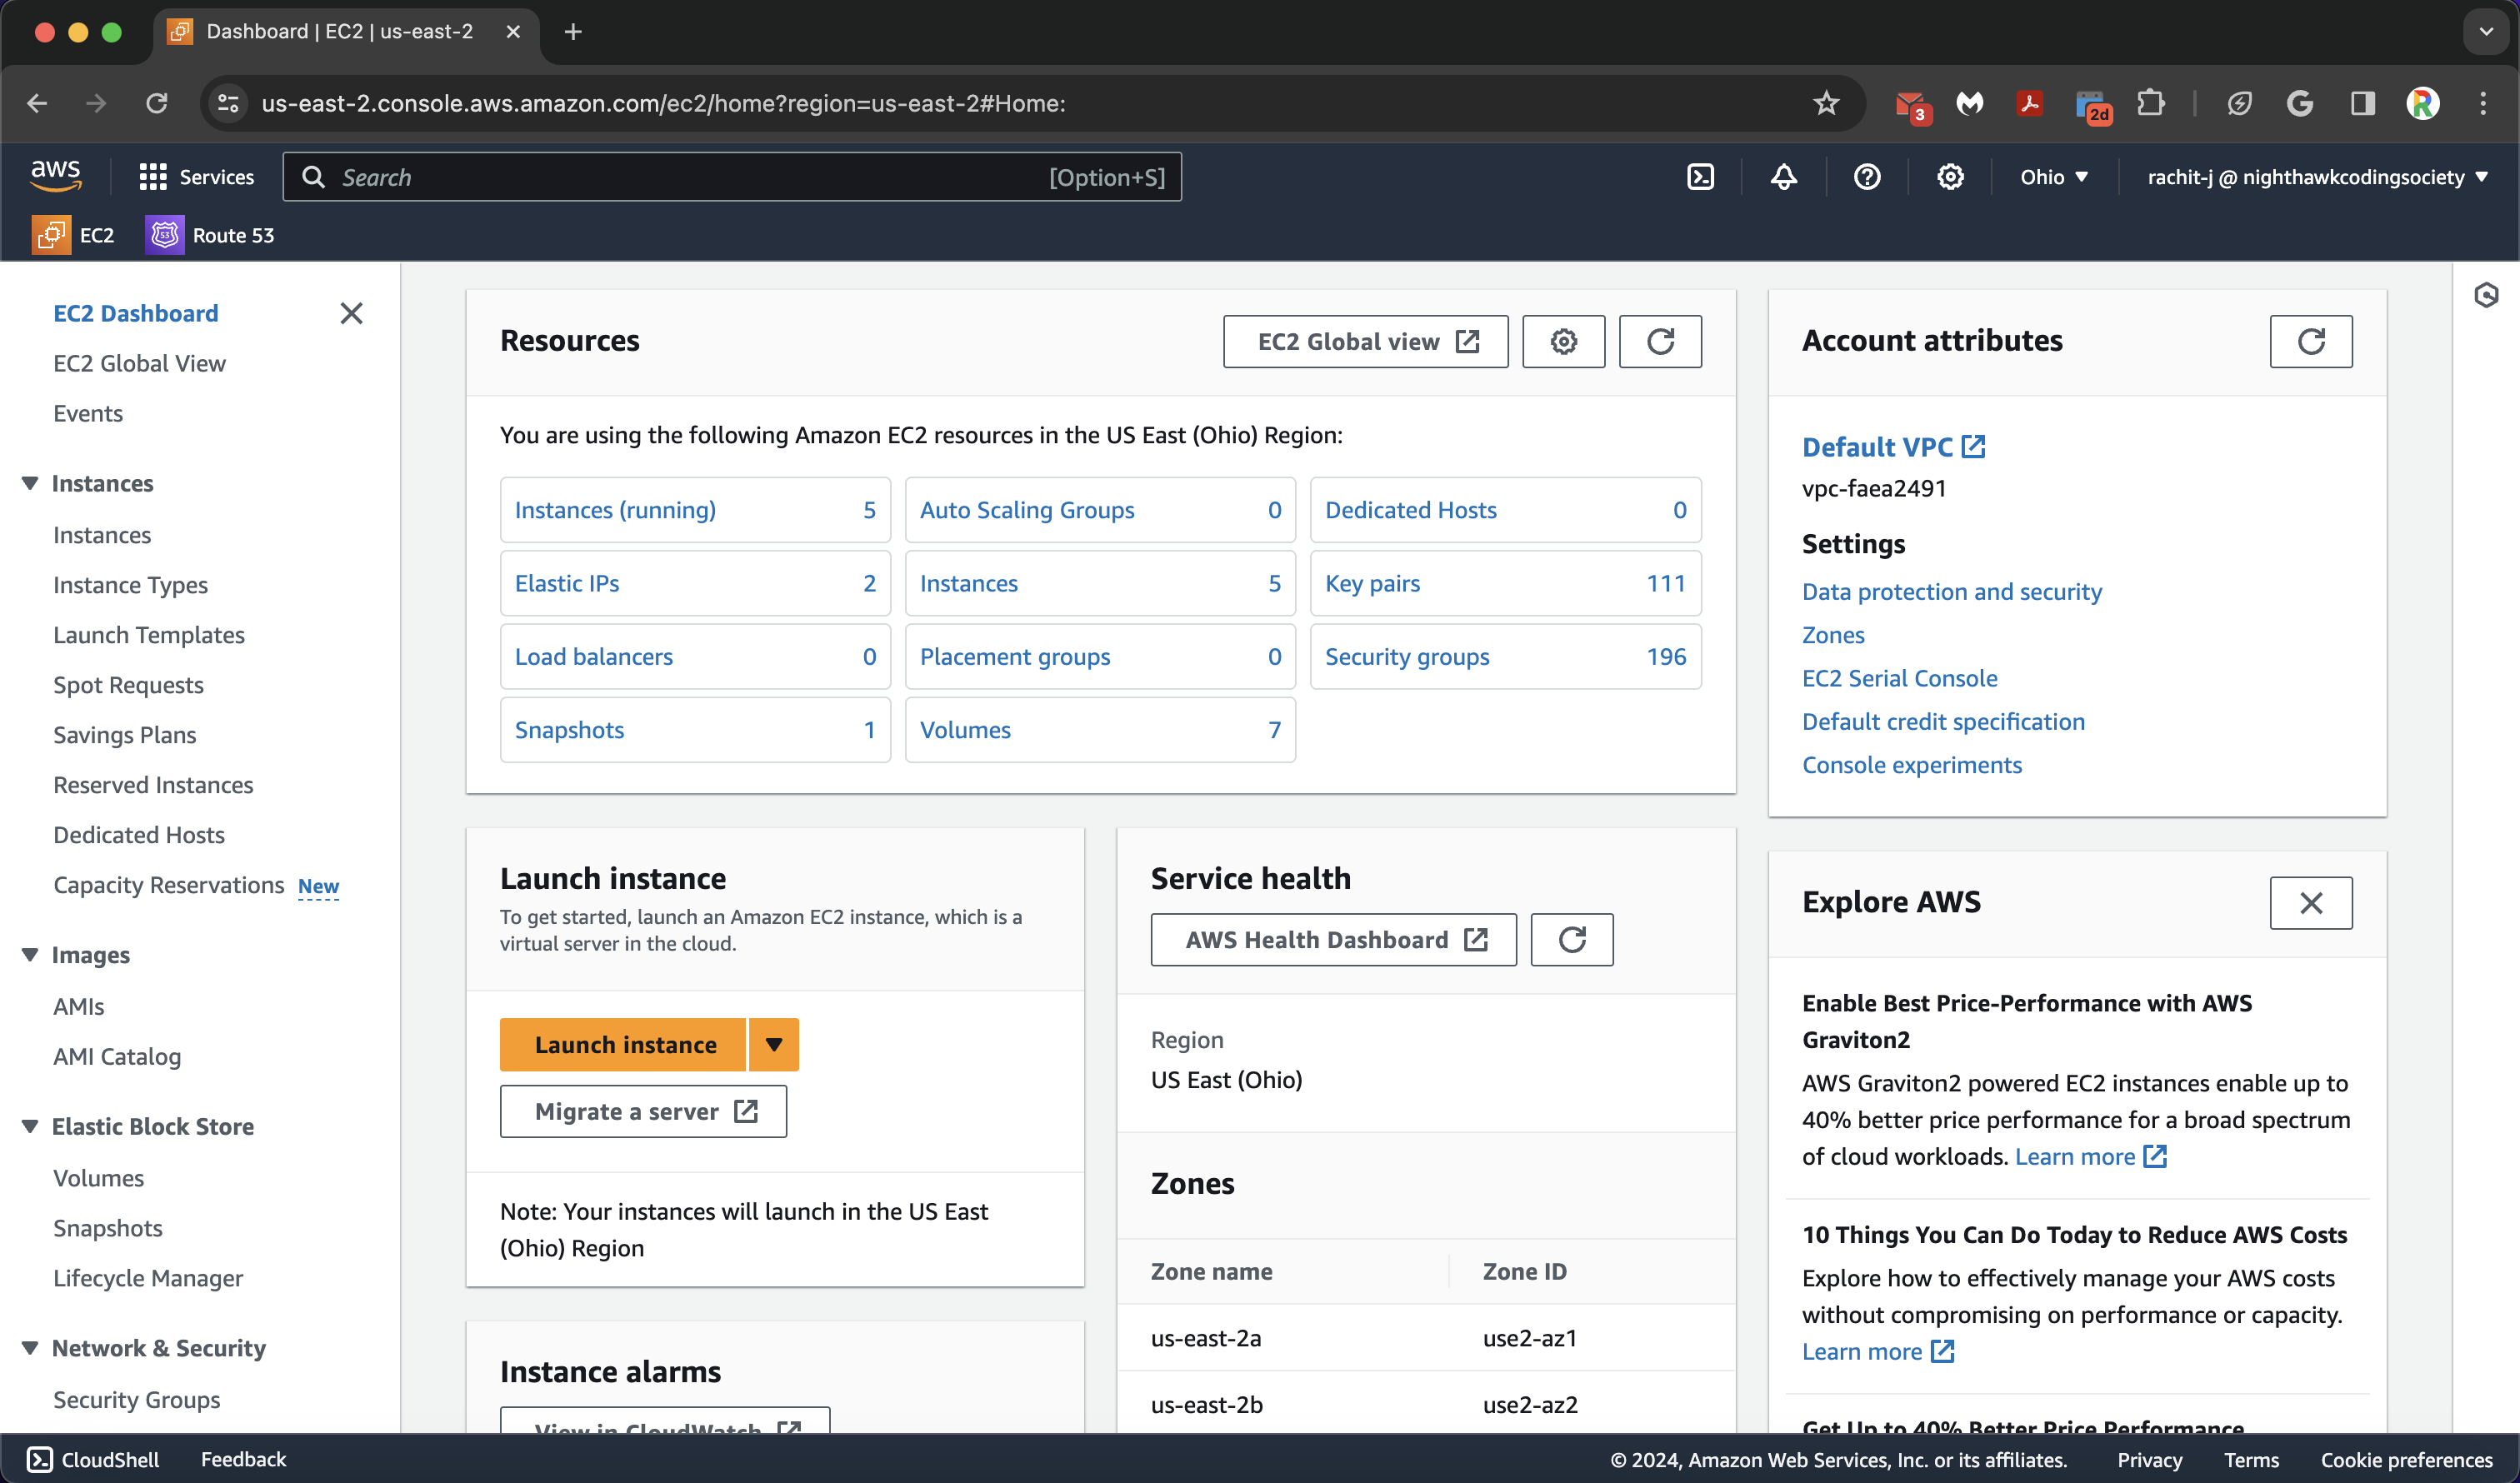 Dashboard | EC2 | us-east-2
us-east-2.console.aws.amazon.com/ec2/home?region=us-east-2#Home:
3
2d
aws
Services
Search
[Option+S]
Ohio
rachit-j @ nighthawkcodingsociety
EC2
53
Route 53
EC2 Dashboard
EC2 Global View
Events
Instances
Instances
Instance Types
Launch Templates
Spot Requests
Savings Plans
Reserved Instances
Dedicated Hosts
Capacity Reservations New
Images
AMIs
AMI Catalog
Elastic Block Store
Volumes
Snapshots
Lifecycle Manager
Network & Security
Security Groups
Resources
EC2 Global view
You are using the following Amazon EC2 resources in the US East (Ohio) Region:
Instances (running) 5
Auto Scaling Groups 0
Dedicated Hosts 0
Elastic IPs 2
Instances 5
Key pairs 111
Load balancers 0
Placement groups 0
Security groups 196
Snapshots 1
Volumes 7
Launch instance
To get started, launch an Amazon EC2 instance, which is a
virtual server in the cloud.
Launch instance
Migrate a server
Note: Your instances will launch in the US East
(Ohio) Region
Instance alarms
View in CloudWatch
Service health
AWS Health Dashboard
Region
US East (Ohio)
Zones
Zone name Zone ID
us-east-2a use2-az1
us-east-2b use2-az2
Account attributes
Default VPC
vpc-faea2491
Settings
Data protection and security
Zones
EC2 Serial Console
Default credit specification
Console experiments
Explore AWS
Enable Best Price-Performance with AWS
Graviton2
AWS Graviton2 powered EC2 instances enable up to
40% better price performance for a broad spectrum
of cloud workloads. Learn more
10 Things You Can Do Today to Reduce AWS Costs
Explore how to effectively manage your AWS costs
without compromising on performance or capacity.
Learn more
Get Up to 40% Better Price Performance
CloudShell
Feedback
© 2024, Amazon Web Services, Inc. or its affiliates.
Privacy
Terms
Cookie preferences